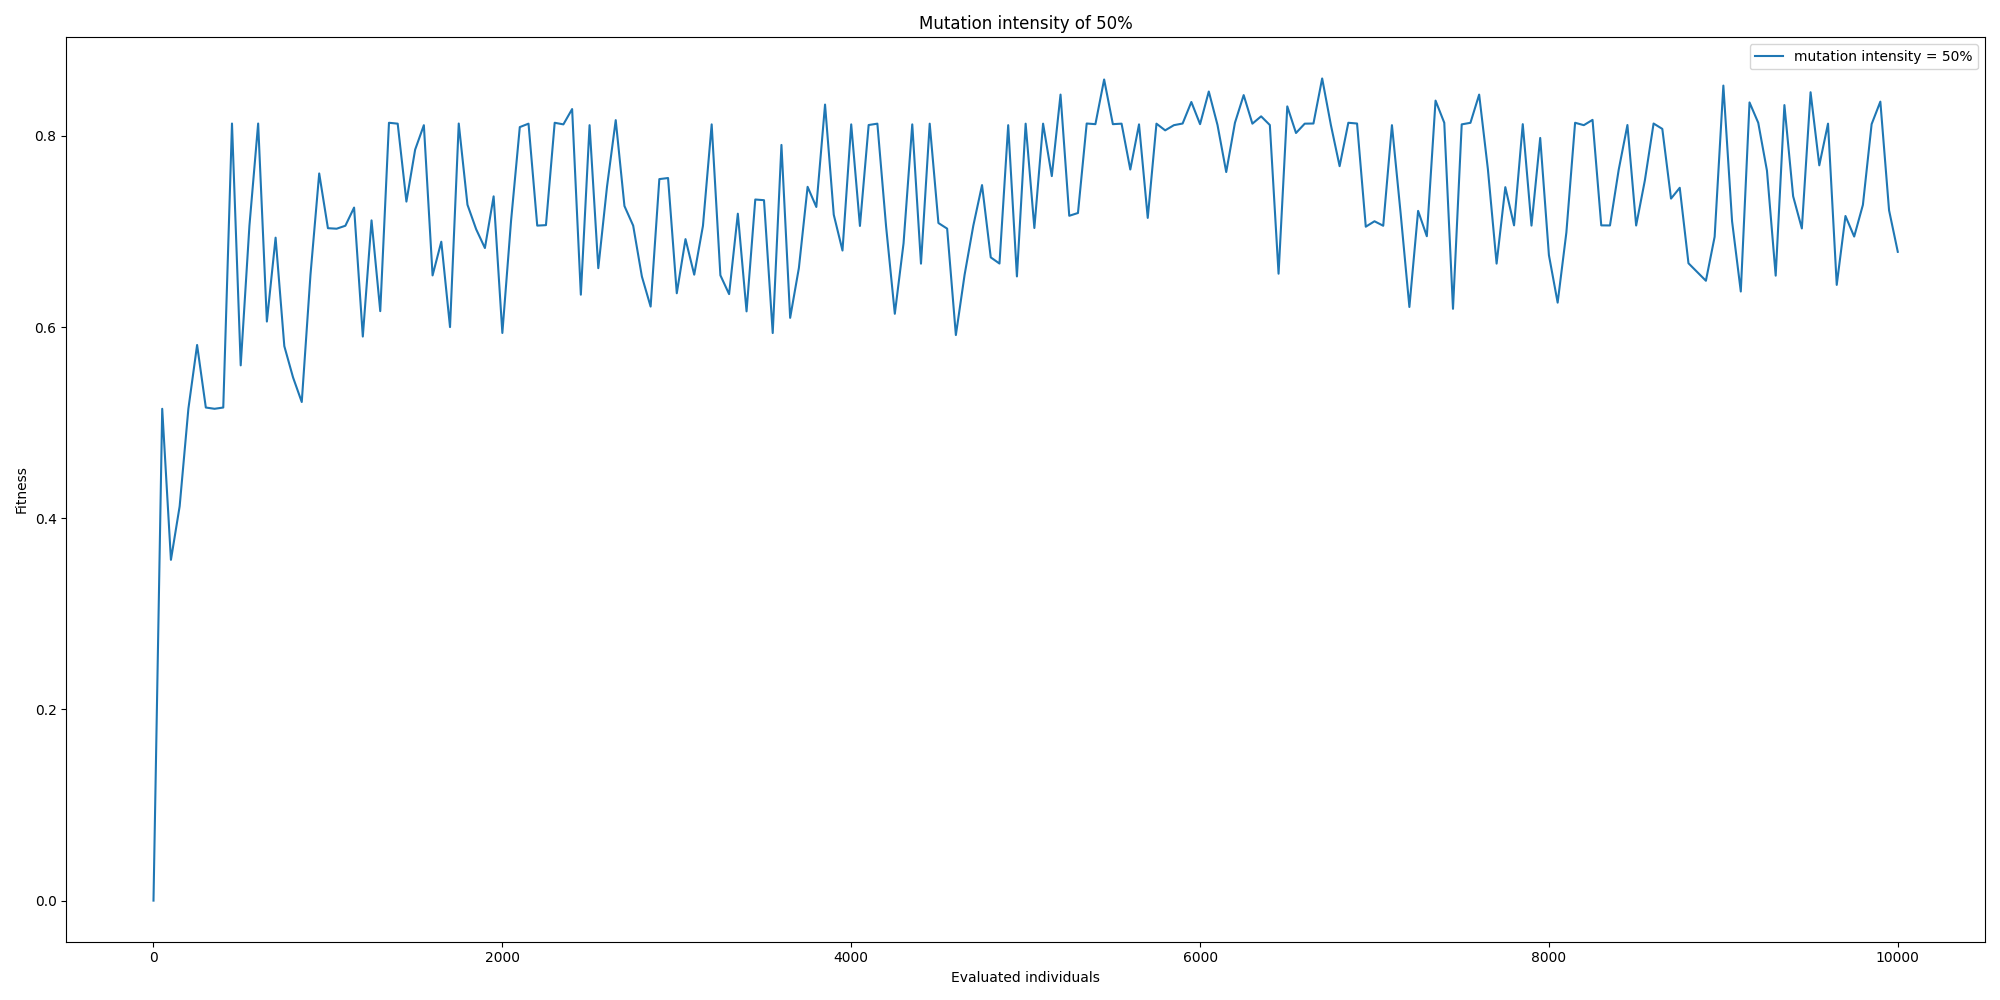 Mutation intensity of 50%
mutation intensity = 50%
Fitness
0.8
0.6
0.4
0.2
0.0
0
2000
4000
6000
8000
10000
Evaluated individuals